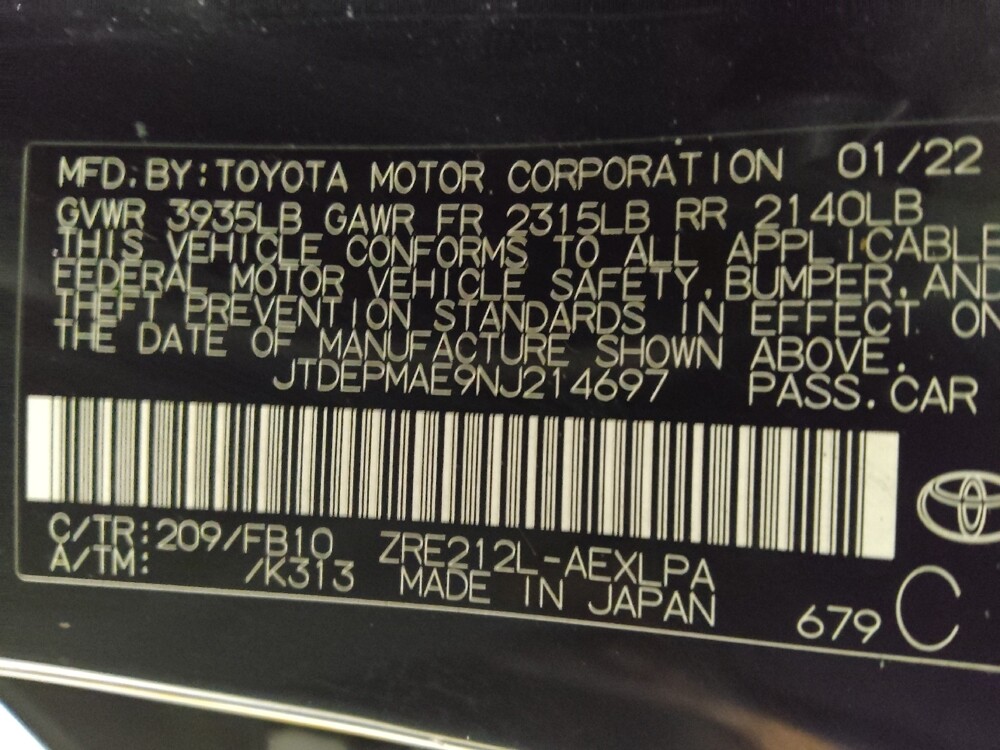 MFD. BY: TOYOTA MOTOR CORPORATION 01/22
GVWR 3935LB GAWR FR 2315LB RR 2140LB
THIS VEHICLE CONFORMS TO ALL APPLICABLE
FEDERAL MOTOR VEHICLE SAFETY, BUMPER, AND
THEFT PREVENTION STANDARDS IN EFFECT ON
THE DATE OF MANUFACTURE SHOWN ABOVE.
JTDEPMAE9NJ214697 PASS. CAR
C/TR: 209/FB10 ZRE212L-AEXLPA
A/TM: /K313 MADE IN JAPAN 679 C